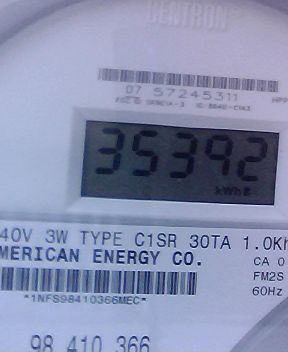 CENTRON
07 57245311
35392
kWh
40V 3W TYPE C1SR 30TA 1.0Kh
MERICAN ENERGY CO.
CA 0
FM2S
*1NFS98410366MEC*
60Hz
98 410 366